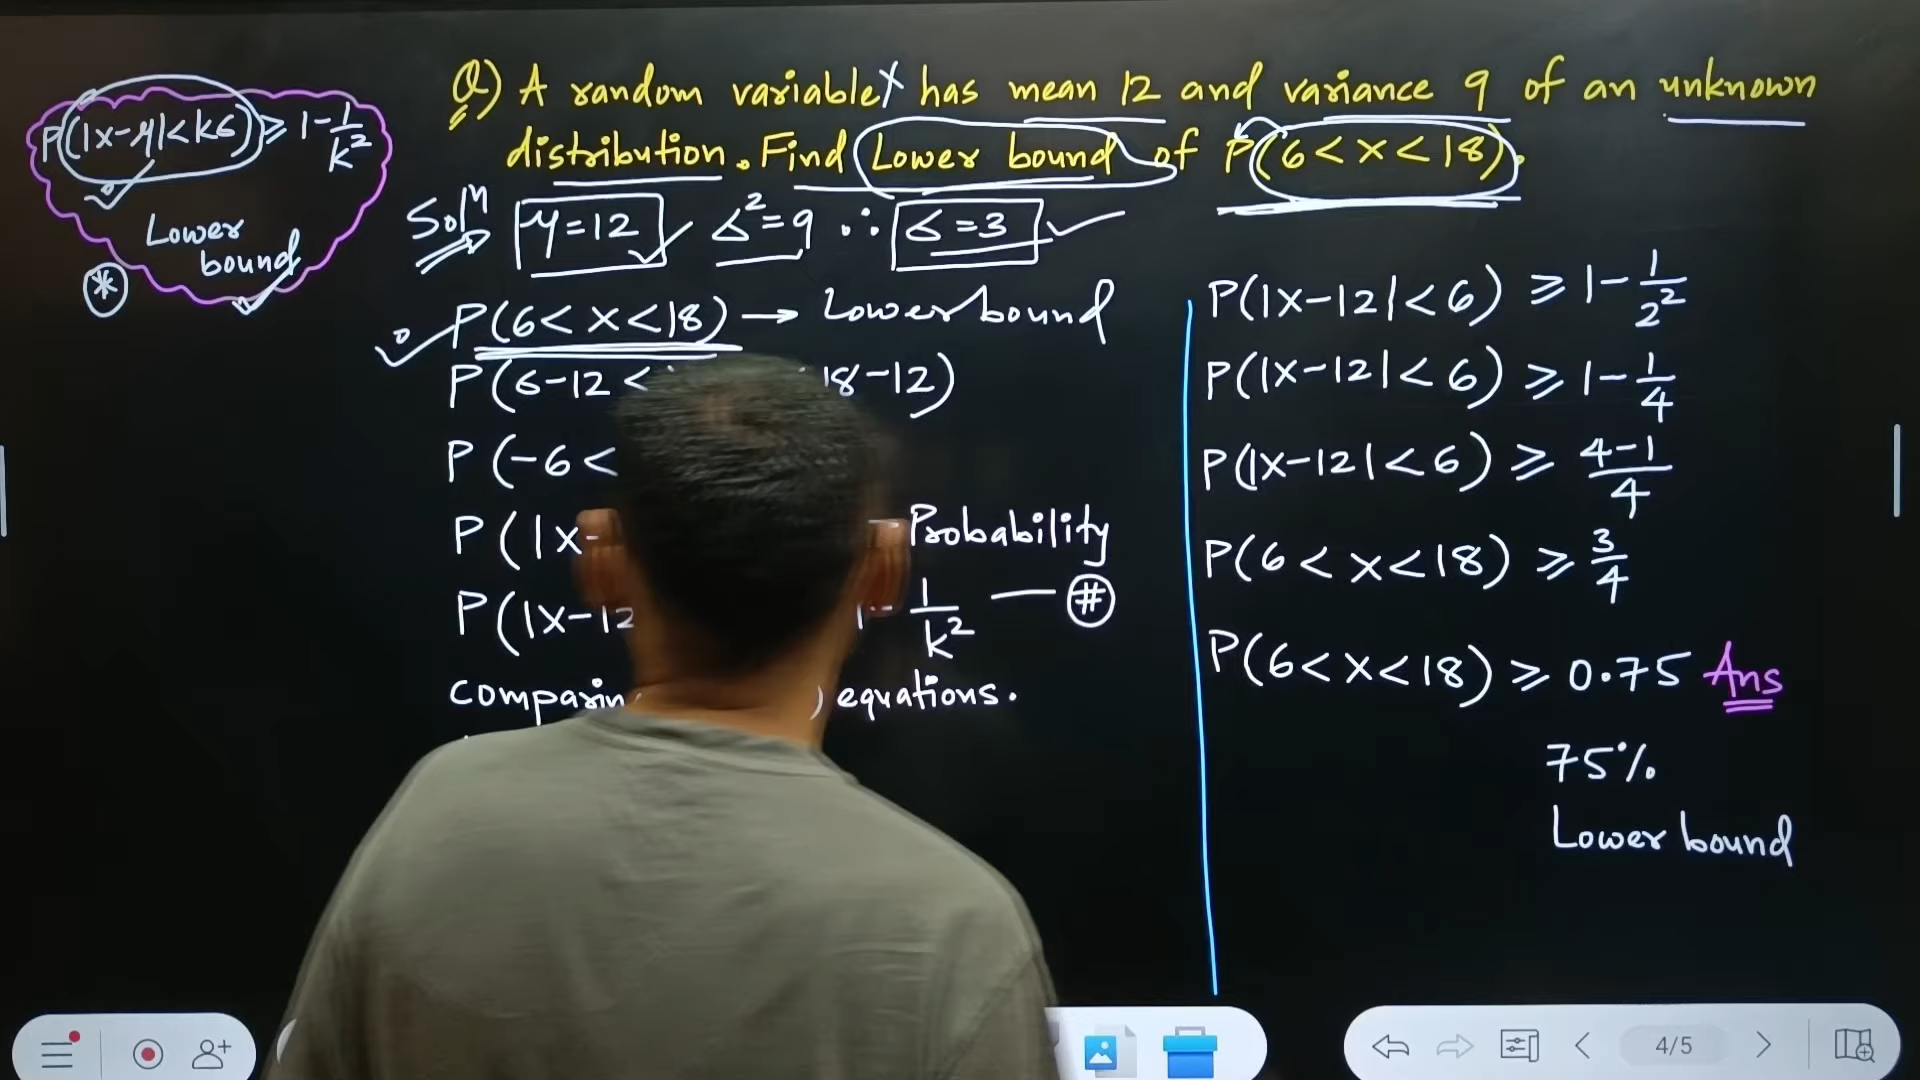 P(|x-μ|<kσ) ≥ 1-1/k²
Lower
bound
*
Q) A random variable X has mean 12 and variance 9 of an unknown
distribution. Find Lower bound of P(6<x<18).
Solⁿ μ=12 σ²=9 ∴ σ=3
P(6<x<18) → Lower bound
P(6-12< 18-12)
P(-6<
P(|x- Probability
P(|x-12 1-1/k² — #
equations.
P(|x-12|<6) ≥ 1-1/2²
P(|x-12|<6) ≥ 1-1/4
P(|x-12|<6) ≥ (4-1)/4
P(6<x<18) ≥ 3/4
P(6<x<18) ≥ 0.75 Ans
75%
Lower bound
4/5